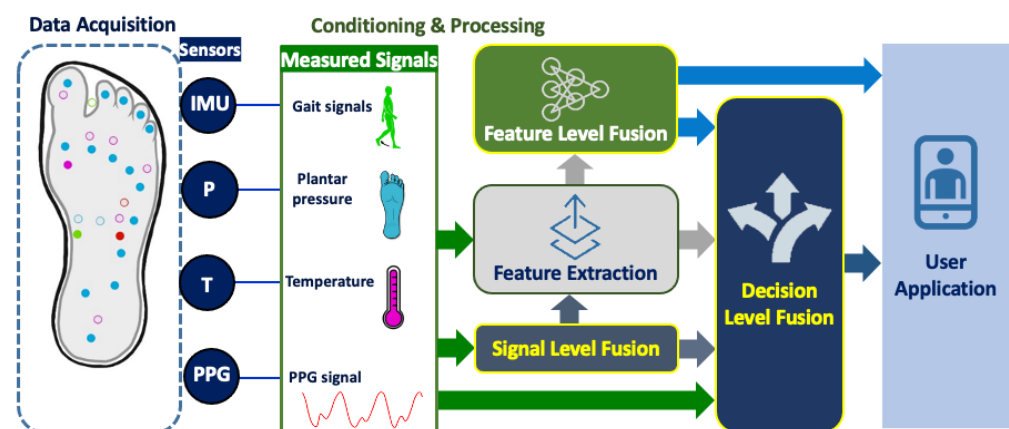 Data Acquisition
Conditioning & Processing
Sensors
Measured Signals
IMU
Gait signals
P
Plantar
pressure
T
Temperature
PPG
PPG signal
Feature Level Fusion
Feature Extraction
Signal Level Fusion
Decision
Level Fusion
User
Application